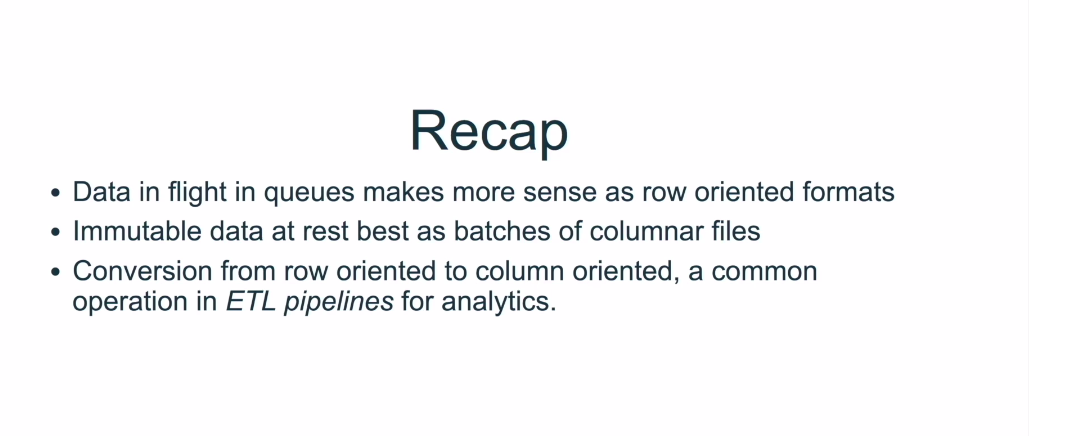 Recap
• Data in flight in queues makes more sense as row oriented formats
• Immutable data at rest best as batches of columnar files
• Conversion from row oriented to column oriented, a common
operation in ETL pipelines for analytics.